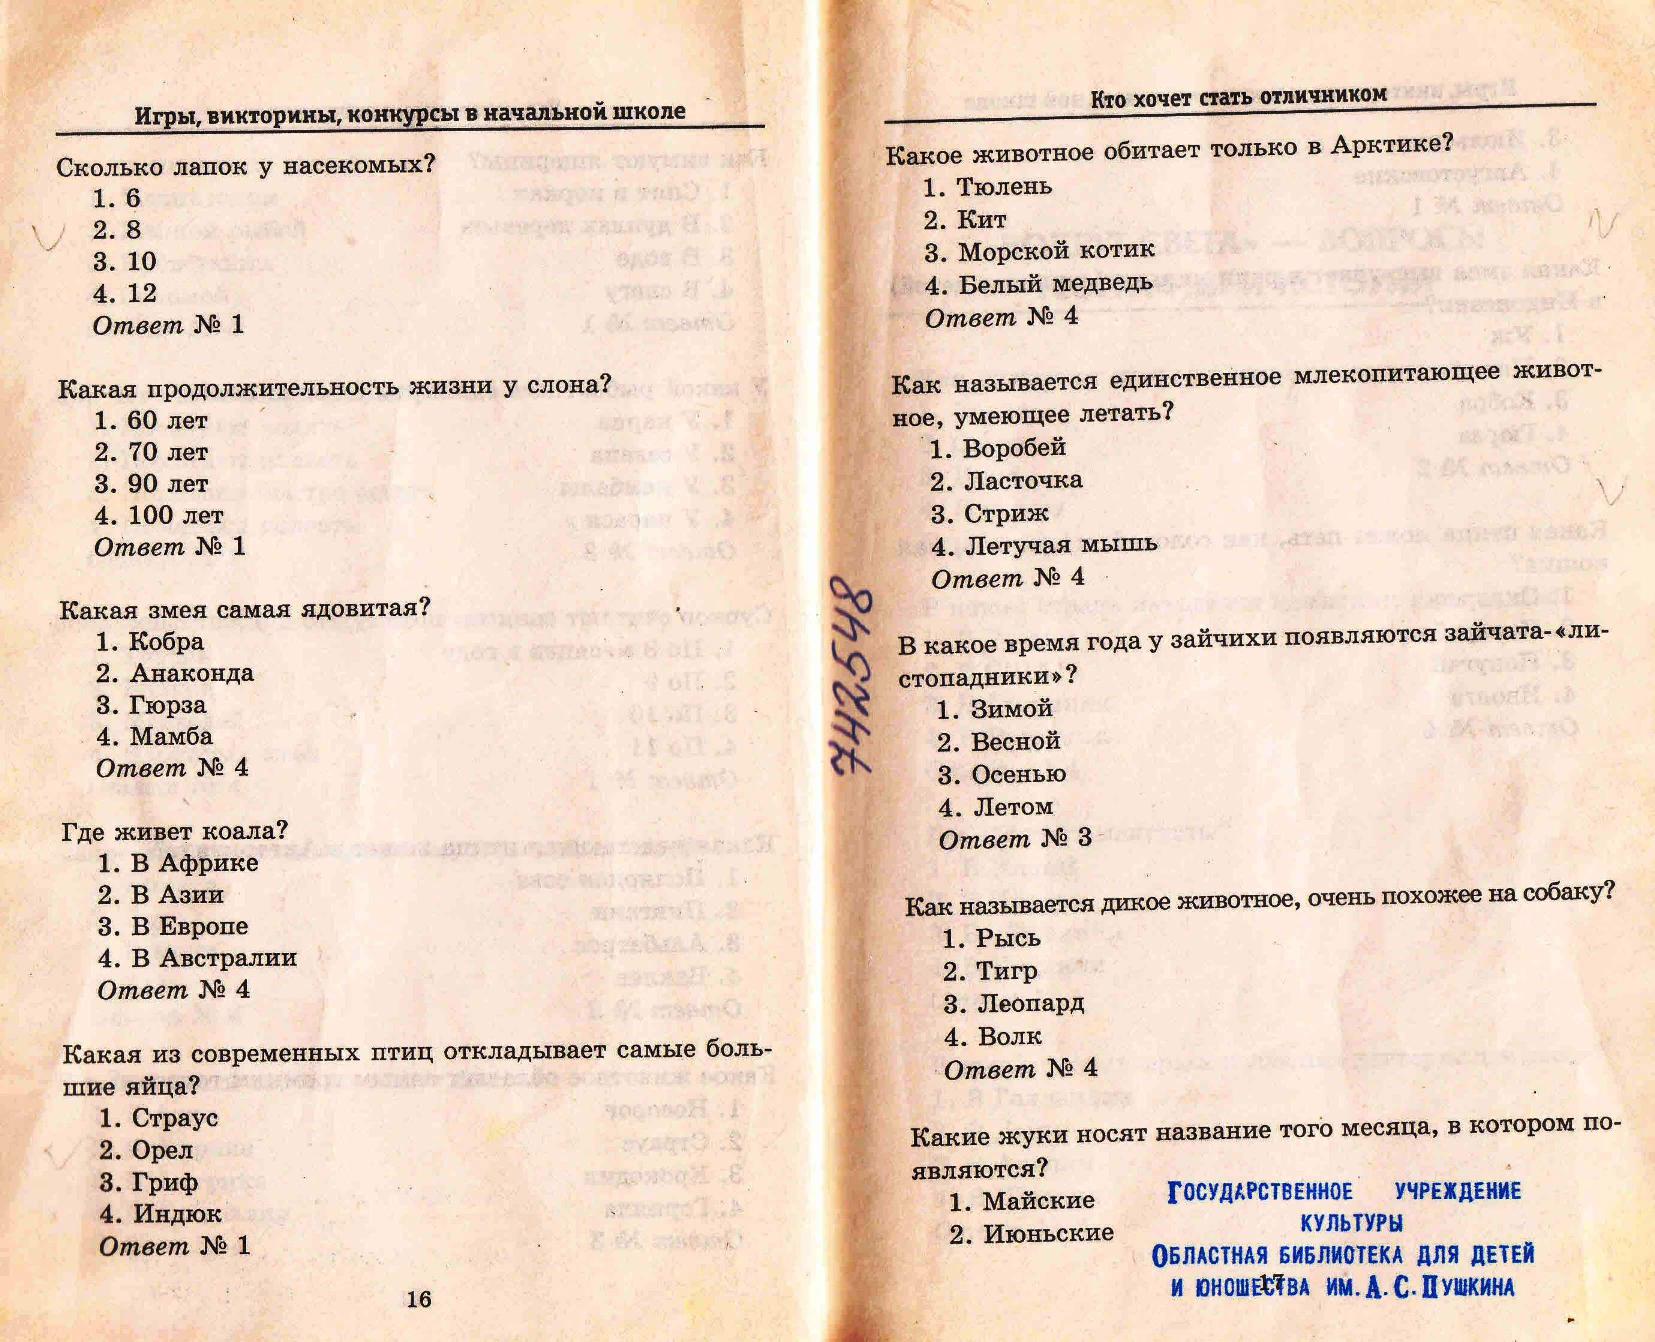 Игры, викторины, конкурсы в начальной школе
Сколько лапок у насекомых?
1. 6
2. 8
3. 10
4. 12
Ответ № 1
Какая продолжительность жизни у слона?
1. 60 лет
2. 70 лет
3. 90 лет
4. 100 лет
Ответ № 1
Какая змея самая ядовитая?
1. Кобра
2. Анаконда
3. Гюрза
4. Мамба
Ответ № 4
Где живет коала?
1. В Африке
2. В Азии
3. В Европе
4. В Австралии
Ответ № 4
Какая из современных птиц откладывает самые боль-
шие яйца?
1. Страус
2. Орел
3. Гриф
4. Индюк
Ответ № 1
16
7425548
Кто хочет стать отличником
Какое животное обитает только в Арктике?
1. Тюлень
2. Кит
3. Морской котик
4. Белый медведь
Ответ № 4
Как называется единственное млекопитающее живот-
ное, умеющее летать?
1. Воробей
2. Ласточка
3. Стриж
4. Летучая мышь
Ответ № 4
В какое время года у зайчихи появляются зайчата-«ли-
стопадники»?
1. Зимой
2. Весной
3. Осенью
4. Летом
Ответ № 3
Как называется дикое животное, очень похожее на собаку?
1. Рысь
2. Тигр
3. Леопард
4. Волк
Ответ № 4
Какие жуки носят название того месяца, в котором по-
являются?
1. Майские
2. Июньские
ГОСУДАРСТВЕННОЕ УЧРЕЖДЕНИЕ
КУЛЬТУРЫ
ОБЛАСТНАЯ БИБЛИОТЕКА ДЛЯ ДЕТЕЙ
И ЮНОШЕСТВА ИМ. А. С. ПУШКИНА
17